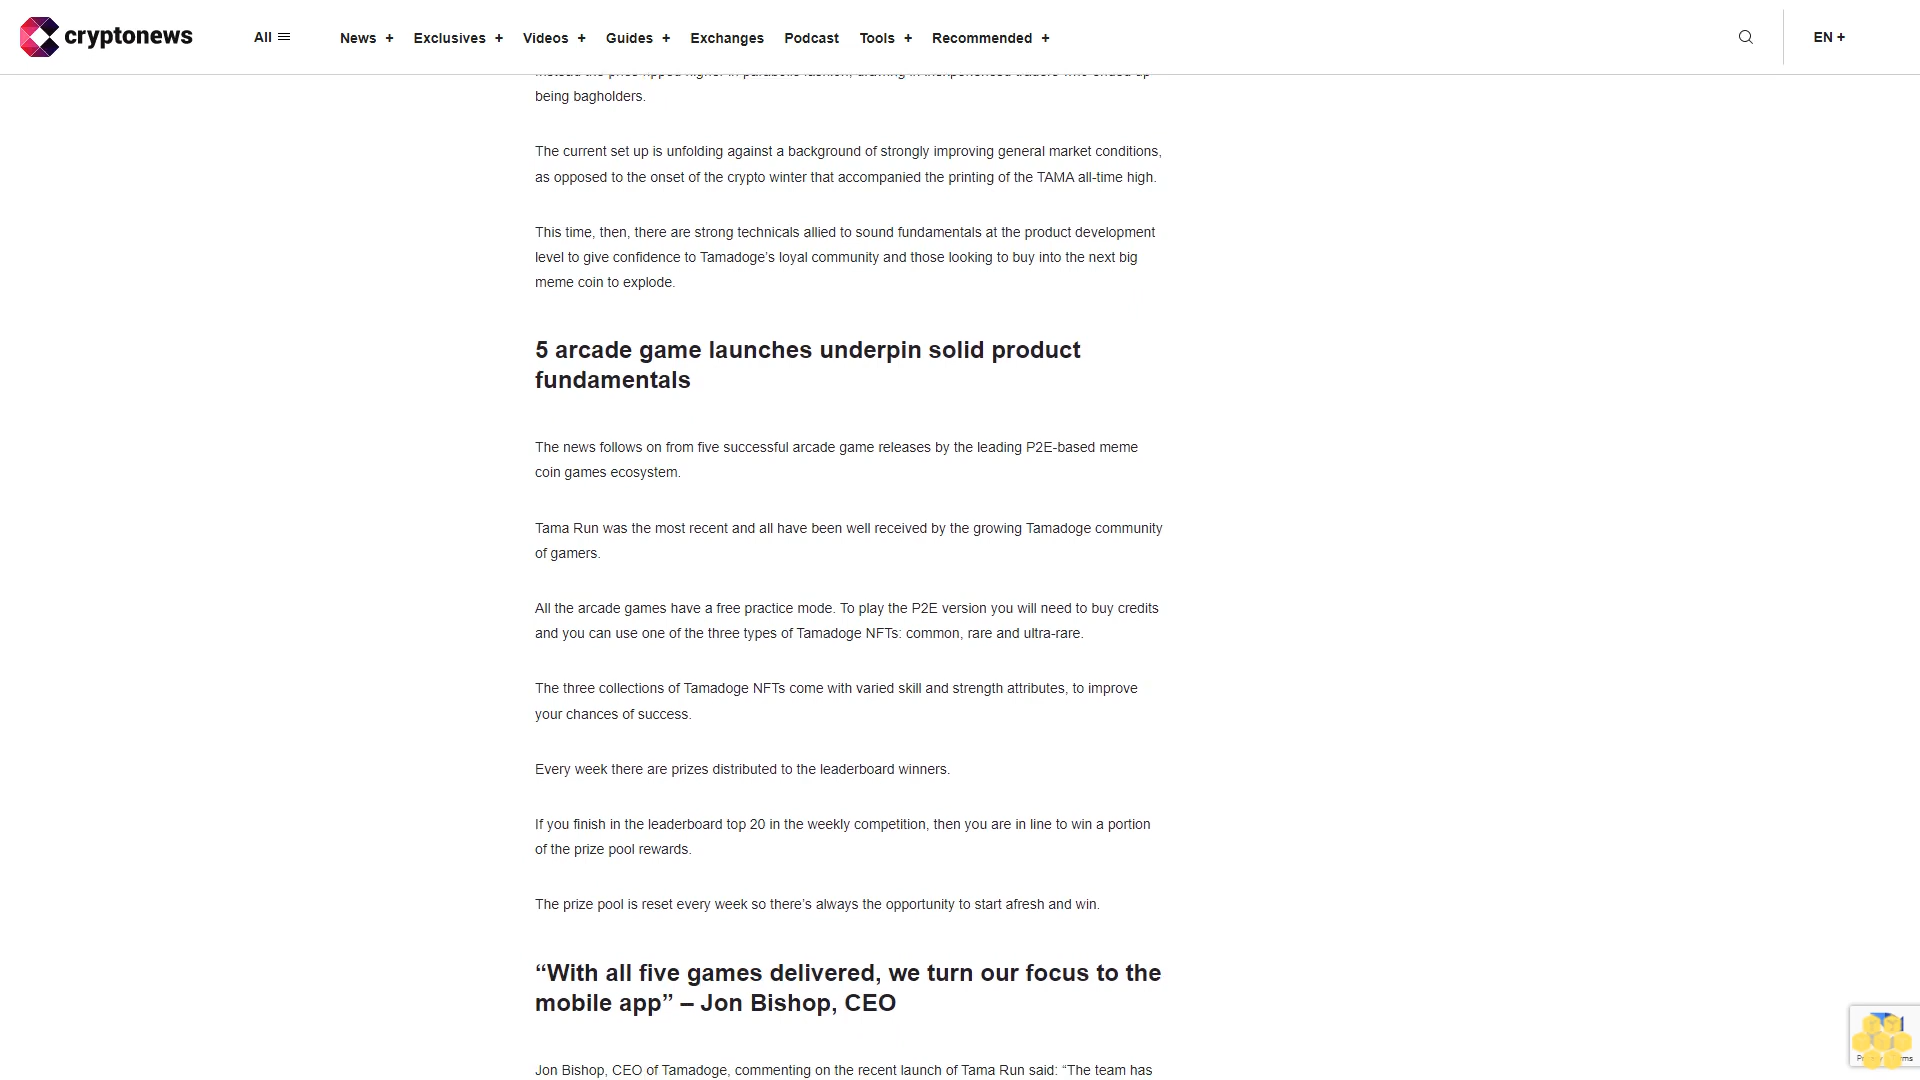 cryptonews
All
News +
Exclusives +
Videos +
Guides +
Exchanges
Podcast
Tools +
Recommended +
EN +
being bagholders.
The current set up is unfolding against a background of strongly improving general market conditions,
as opposed to the onset of the crypto winter that accompanied the printing of the TAMA all-time high.
This time, then, there are strong technicals allied to sound fundamentals at the product development
level to give confidence to Tamadoge’s loyal community and those looking to buy into the next big
meme coin to explode.
5 arcade game launches underpin solid product
fundamentals
The news follows on from five successful arcade game releases by the leading P2E-based meme
coin games ecosystem.
Tama Run was the most recent and all have been well received by the growing Tamadoge community
of gamers.
All the arcade games have a free practice mode. To play the P2E version you will need to buy credits
and you can use one of the three types of Tamadoge NFTs: common, rare and ultra-rare.
The three collections of Tamadoge NFTs come with varied skill and strength attributes, to improve
your chances of success.
Every week there are prizes distributed to the leaderboard winners.
If you finish in the leaderboard top 20 in the weekly competition, then you are in line to win a portion
of the prize pool rewards.
The prize pool is reset every week so there’s always the opportunity to start afresh and win.
“With all five games delivered, we turn our focus to the
mobile app” – Jon Bishop, CEO
Jon Bishop, CEO of Tamadoge, commenting on the recent launch of Tama Run said: “The team has